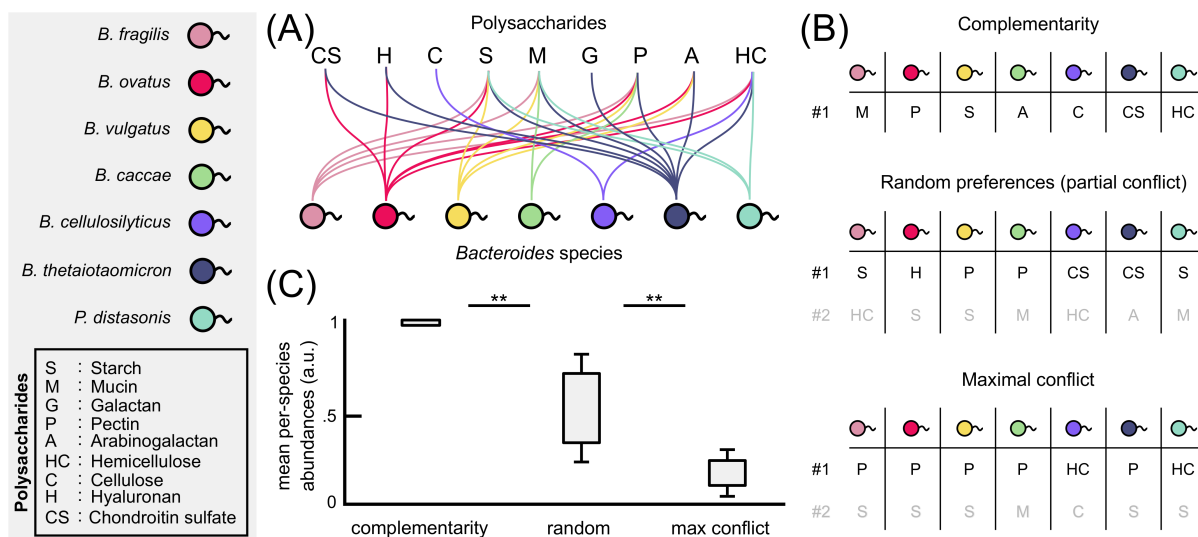 B. fragilis
B. ovatus
B. vulgatus
B. caccae
B. cellulosilyticus
B. thetaiotaomicron
P. distasonis
Polysaccharides
S : Starch
M : Mucin
G : Galactan
P : Pectin
A : Arabinogalactan
HC : Hemicellulose
C : Cellulose
H : Hyaluronan
CS : Chondroitin sulfate
(A)
Polysaccharides
CS H C S M G P A HC
Bacteroides species
(B)
Complementarity
#1 M P S A C CS HC
Random preferences (partial conflict)
#1 S H P P CS CS S
#2 HC S S M HC A M
Maximal conflict
#1 P P P P HC P HC
#2 S S S M C S S
(C)
** **
mean per-species
abundances (a.u.)
1
.5
0
complementarity random max conflict